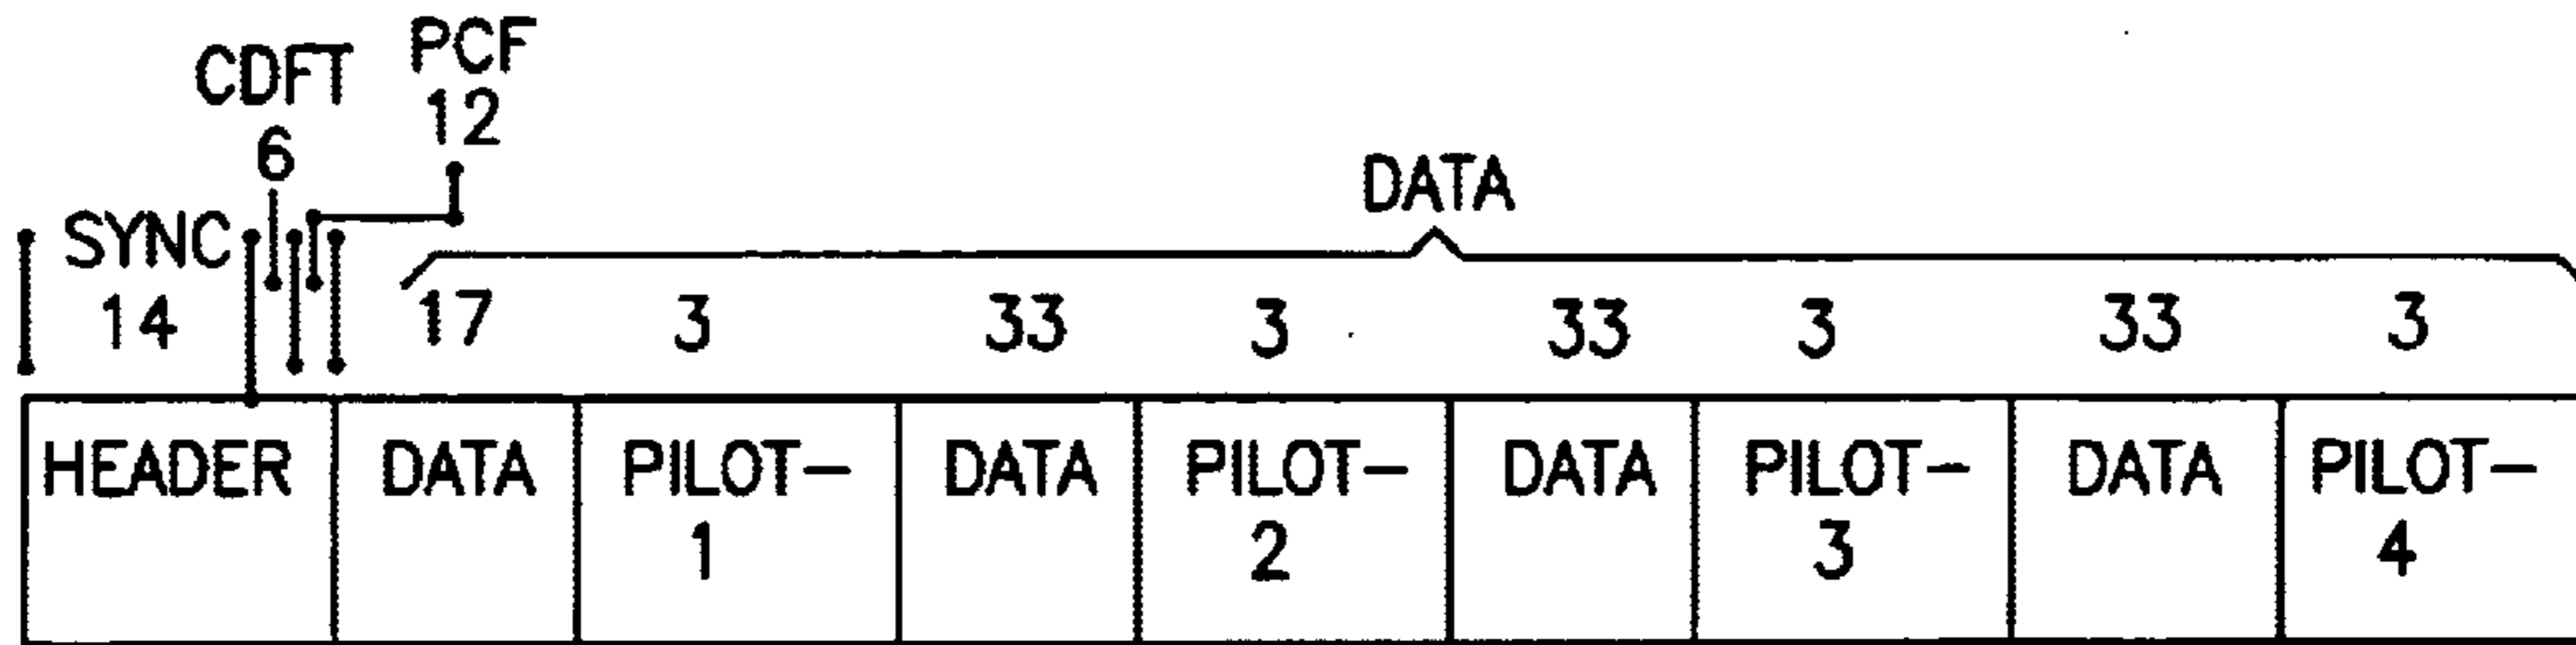 CDFT
6
PCF
12
DATA
SYNC
14
17 3 33 3 33 3 33 3
HEADER DATA PILOT- DATA PILOT- DATA PILOT- DATA PILOT-
1 2 3 4